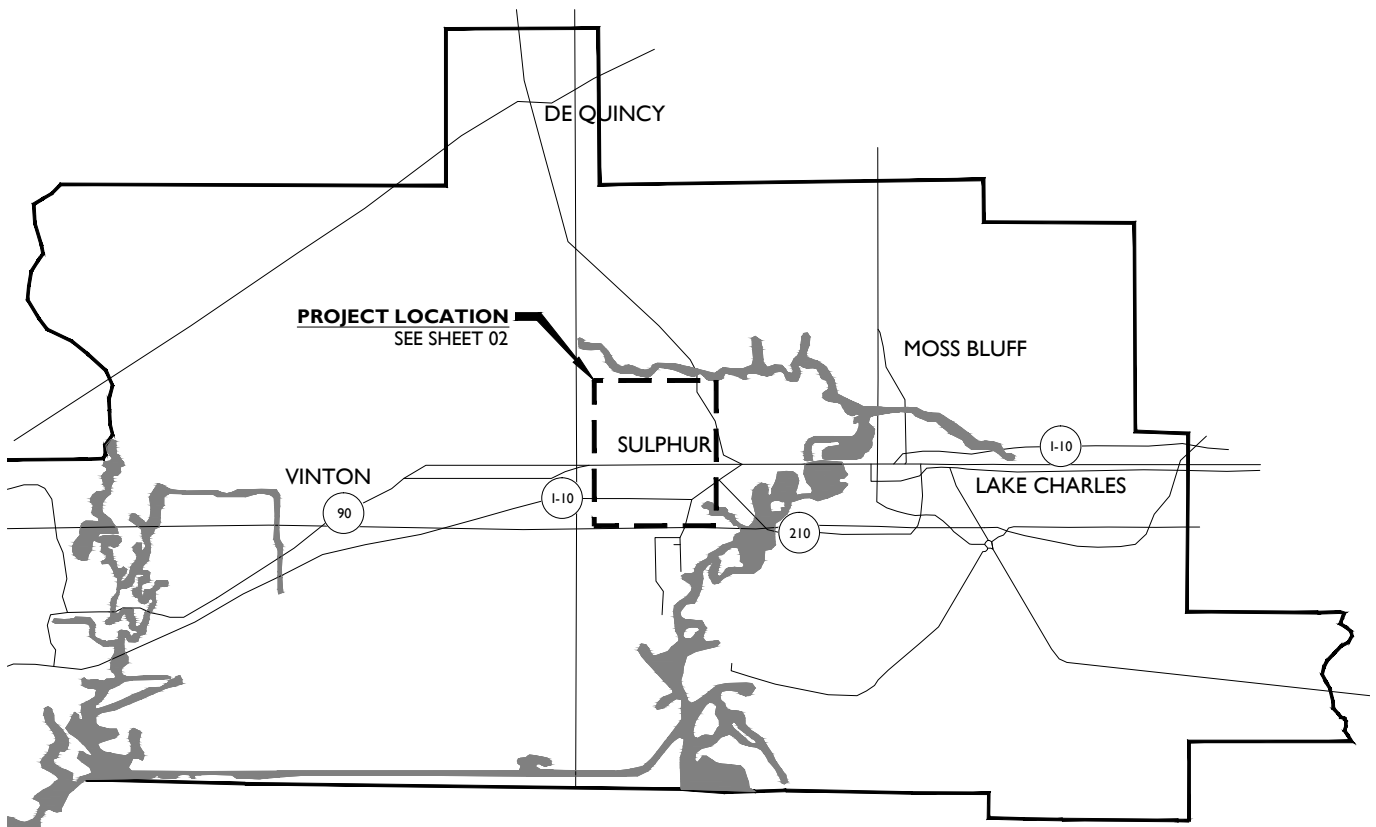 DE QUINCY
PROJECT LOCATION
SEE SHEET 02
MOSS BLUFF
SULPHUR
I-10
VINTON
LAKE CHARLES
I-10
90
210